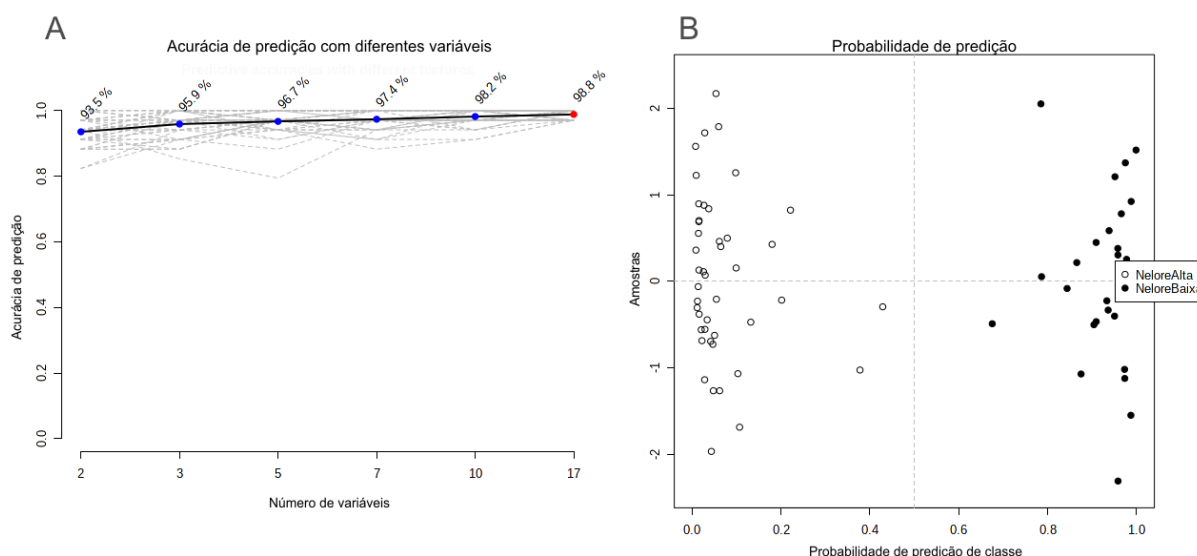 A
Acurácia de predição com diferentes variáveis
Predictive accuracies with different features
93.5 %
95.9 %
96.7 %
97.4 %
98.2 %
98.8 %
Acurácia de predição
1.0
0.8
0.6
0.4
0.2
0.0
2 3 5 7 10 17
Número de variáveis
B
Probabilidade de predição
Amostras
2
1
0
-1
-2
NeloreAlta
NeloreBaixa
0.0 0.2 0.4 0.6 0.8 1.0
Probabilidade de predição de classe